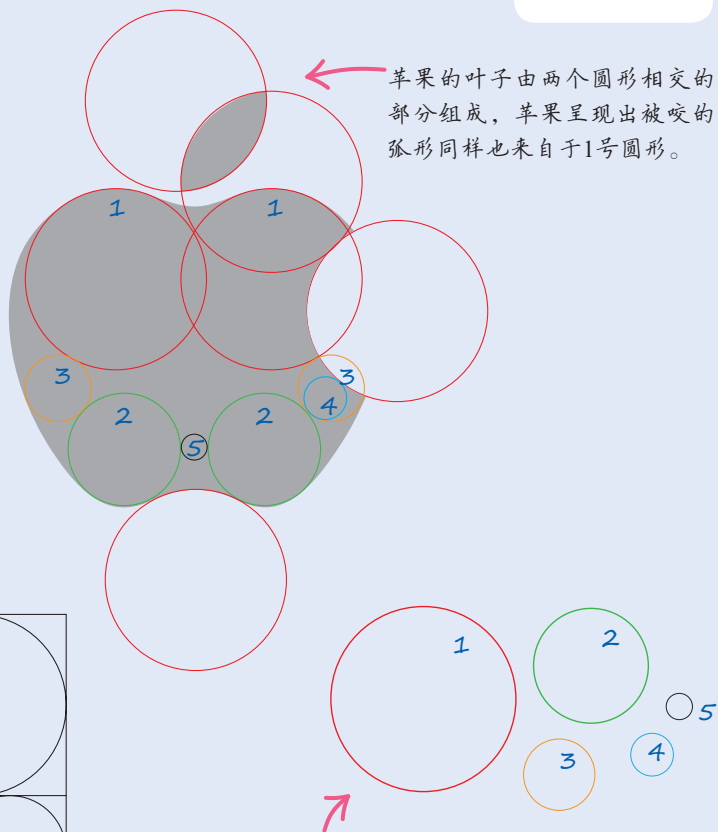 苹果的叶子由两个圆形相交的
部分组成，苹果呈现出被咬的
弧形同样也来自于1号圆形。
1 1
3 3
4
2 2
5
1 2
5
3 4